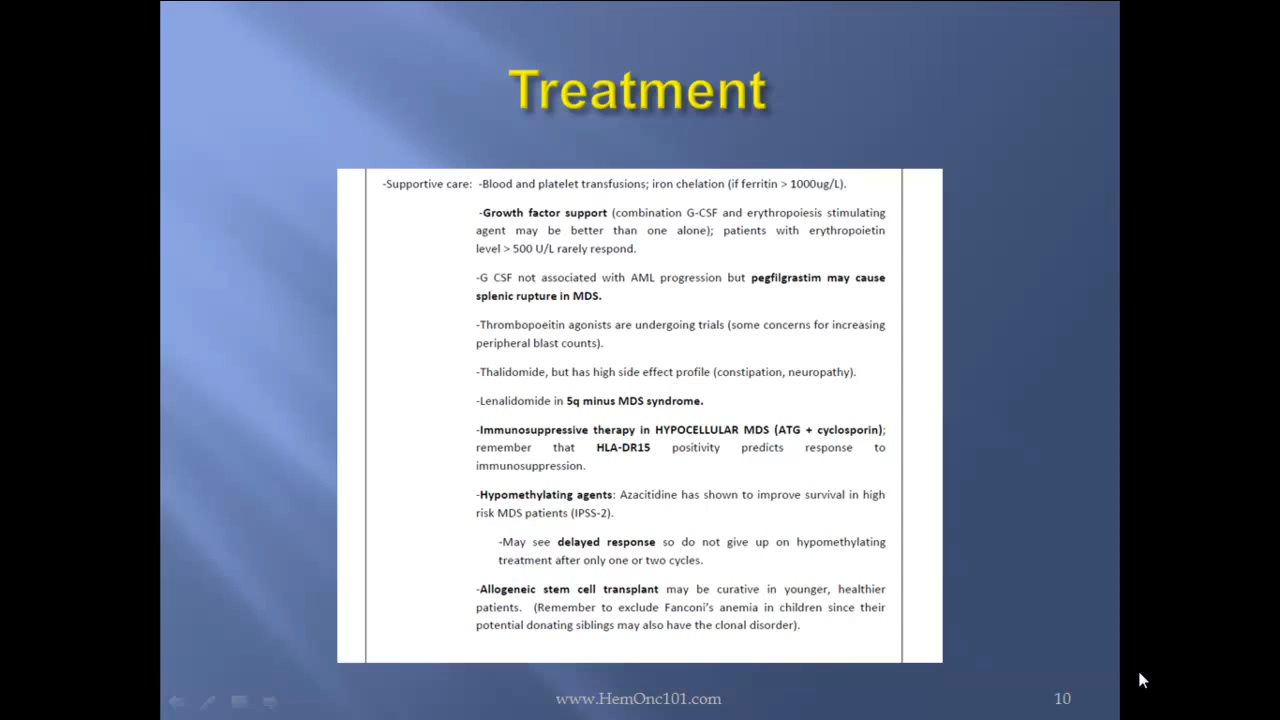 Treatment
-Supportive care: -Blood and platelet transfusions; iron chelation (if ferritin > 1000ug/L).
-Growth factor support (combination G-CSF and erythropoiesis stimulating
agent may be better than one alone); patients with erythropoietin
level > 500 U/L rarely respond.
-G CSF not associated with AML progression but pegfilgrastim may cause
splenic rupture in MDS.
-Thrombopoeitin agonists are undergoing trials (some concerns for increasing
peripheral blast counts).
-Thalidomide, but has high side effect profile (constipation, neuropathy).
-Lenalidomide in 5q minus MDS syndrome.
-Immunosuppressive therapy in HYPOCELLULAR MDS (ATG + cyclosporin);
remember that HLA-DR15 positivity predicts response to
immunosuppression.
-Hypomethylating agents: Azacitidine has shown to improve survival in high
risk MDS patients (IPSS-2).
-May see delayed response so do not give up on hypomethylating
treatment after only one or two cycles.
-Allogeneic stem cell transplant may be curative in younger, healthier
patients. (Remember to exclude Fanconi's anemia in children since their
potential donating siblings may also have the clonal disorder).
www.HemOnc101.com
10